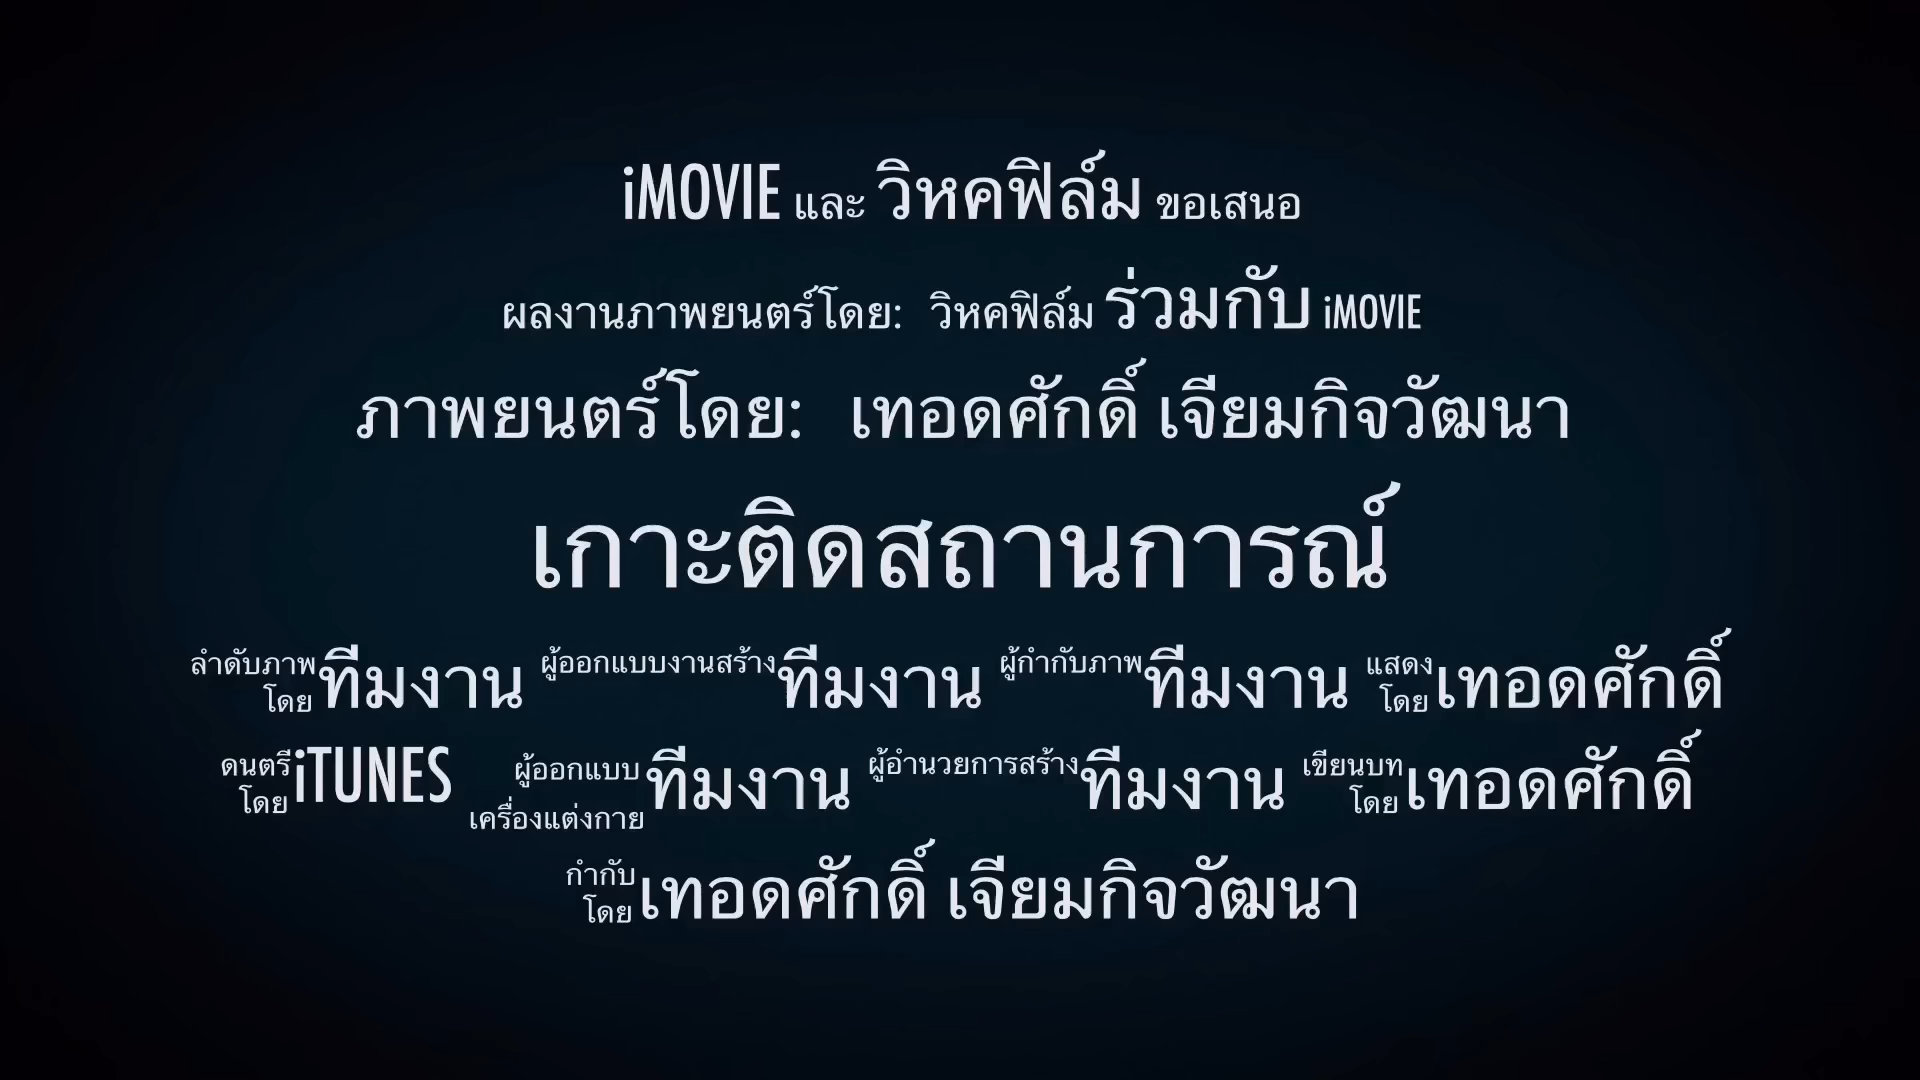 iMOVIE และ วิหคฟิล์ม ขอเสนอ
ผลงานภาพยนตร์โดย: วิหคฟิล์ม ร่วมกับ iMOVIE
ภาพยนตร์โดย: เทอดศักดิ์ เจียมกิจวัฒนา
เกาะติดสถานการณ์
ลำดับภาพโดย ทีมงาน ผู้ออกแบบงานสร้าง ทีมงาน ผู้กำกับภาพ ทีมงาน แสดงโดย เทอดศักดิ์
ดนตรีโดย iTUNES ผู้ออกแบบเครื่องแต่งกาย ทีมงาน ผู้อำนวยการสร้าง ทีมงาน เขียนบทโดย เทอดศักดิ์
กำกับโดย เทอดศักดิ์ เจียมกิจวัฒนา